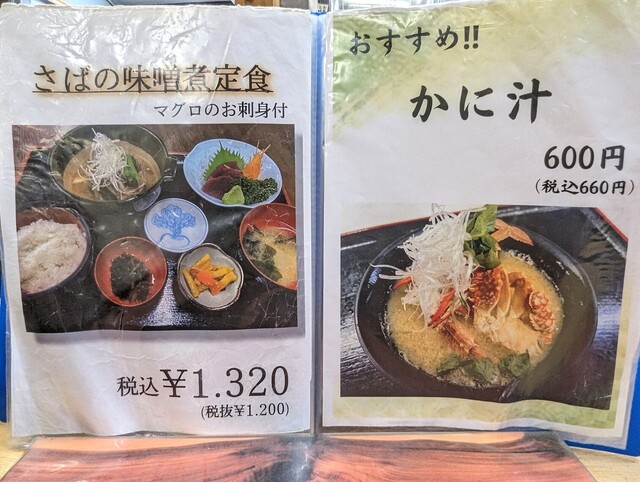 さばの味噌煮定食
マグロのお刺身付
税込¥1.320
(税抜¥1.200)
おすすめ!!
かに汁
600円
(税込660円)